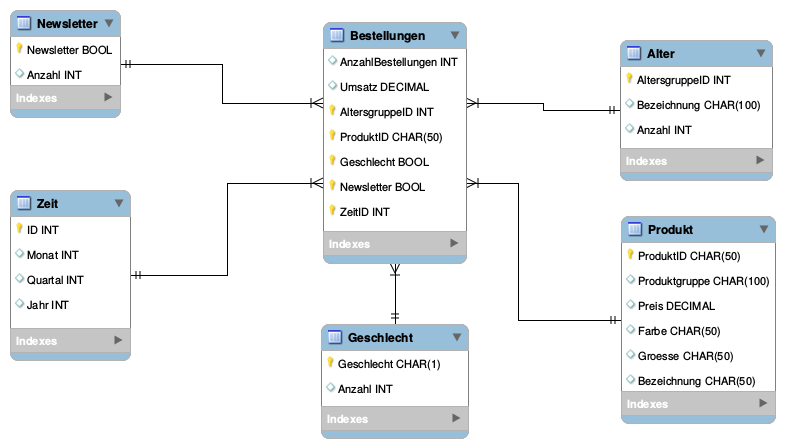 Newsletter
Newsletter BOOL
Anzahl INT
Indexes
Zeit
ID INT
Monat INT
Quartal INT
Jahr INT
Indexes
Bestellungen
AnzahlBestellungen INT
Umsatz DECIMAL
AltersgruppeID INT
ProduktID CHAR(50)
Geschlecht BOOL
Newsletter BOOL
ZeitID INT
Indexes
Geschlecht
Geschlecht CHAR(1)
Anzahl INT
Indexes
Alter
AltersgruppeID INT
Bezeichnung CHAR(100)
Anzahl INT
Indexes
Produkt
ProduktID CHAR(50)
Produktgruppe CHAR(100)
Preis DECIMAL
Farbe CHAR(50)
Groesse CHAR(50)
Bezeichnung CHAR(50)
Indexes